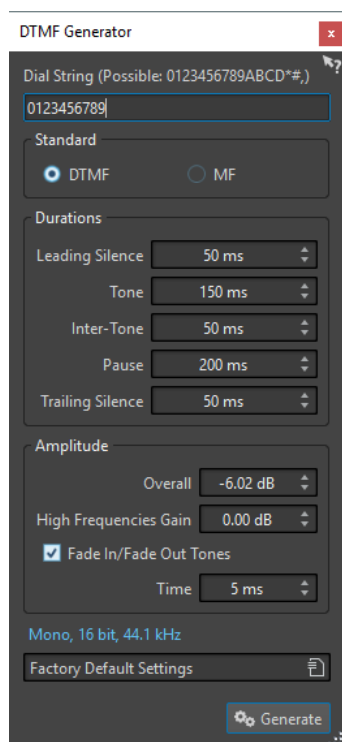 DTMF Generator
x
Dial String (Possible: 0123456789ABCD*#,)
?
0123456789
Standard
DTMF MF
Durations
Leading Silence 50 ms
Tone 150 ms
Inter-Tone 50 ms
Pause 200 ms
Trailing Silence 50 ms
Amplitude
Overall -6.02 dB
High Frequencies Gain 0.00 dB
Fade In/Fade Out Tones
Time 5 ms
Mono, 16 bit, 44.1 kHz
Factory Default Settings
Generate